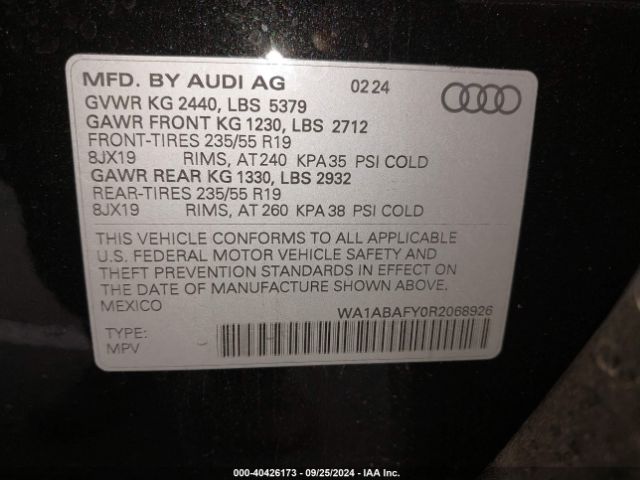 MFD. BY AUDI AG 02 24
GVWR KG 2440, LBS 5379
GAWR FRONT KG 1230, LBS 2712
FRONT-TIRES 235/55 R19
8JX19 RIMS, AT 240 KPA 35 PSI COLD
GAWR REAR KG 1330, LBS 2932
REAR-TIRES 235/55 R19
8JX19 RIMS, AT 260 KPA 38 PSI COLD
THIS VEHICLE CONFORMS TO ALL APPLICABLE
U.S. FEDERAL MOTOR VEHICLE SAFETY AND
THEFT PREVENTION STANDARDS IN EFFECT ON
THE DATE OF MANUFACTURE SHOWN ABOVE.
MEXICO WA1ABAFY0R2068926
TYPE:
MPV
000-40426173 - 09/25/2024 - IAA Inc.